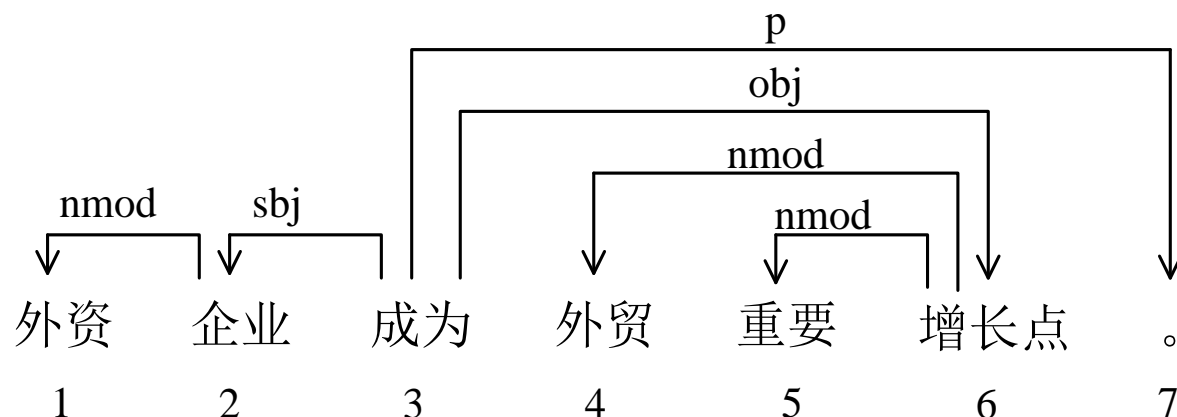 p
obj
nmod
nmod sbj nmod
外资 企业 成为 外贸 重要 增长点 。
1 2 3 4 5 6 7